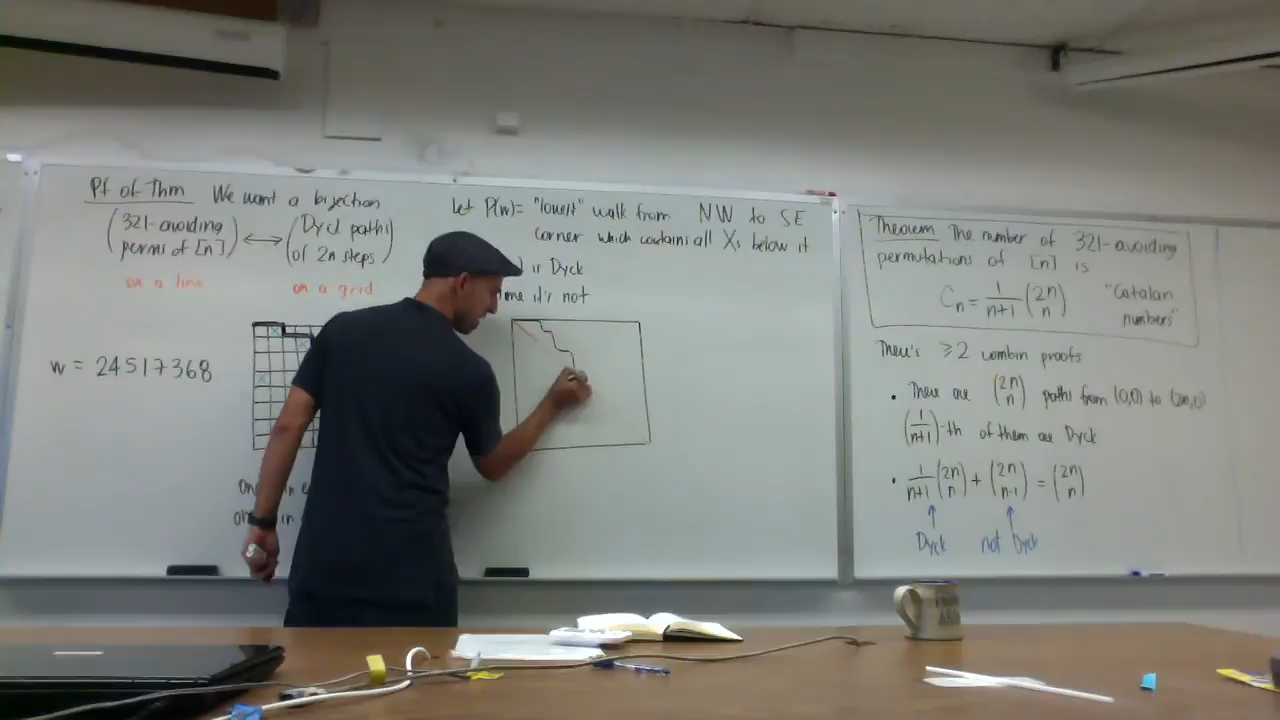 Pf of Thm We want a bijection
(321-avoiding perms of [n]) ↔ (Dyck paths of 2n steps)
on a line
on a grid
w = 24517368
Let P(w) = "lowest" walk from NW to SE
corner which contains all Xs below it
is Dyck
it's not
Theorem The number of 321-avoiding
permutations of [n] is
C_n = 1/(n+1) (2n n) "Catalan numbers"
There's ≥2 combin proofs
• There are (2n n) paths from (0,0) to (2n,0)
(1/(n+1))-th of them are Dyck
• 1/(n+1) (2n n) + (2n n-1) = (2n n)
Dyck not Dyck